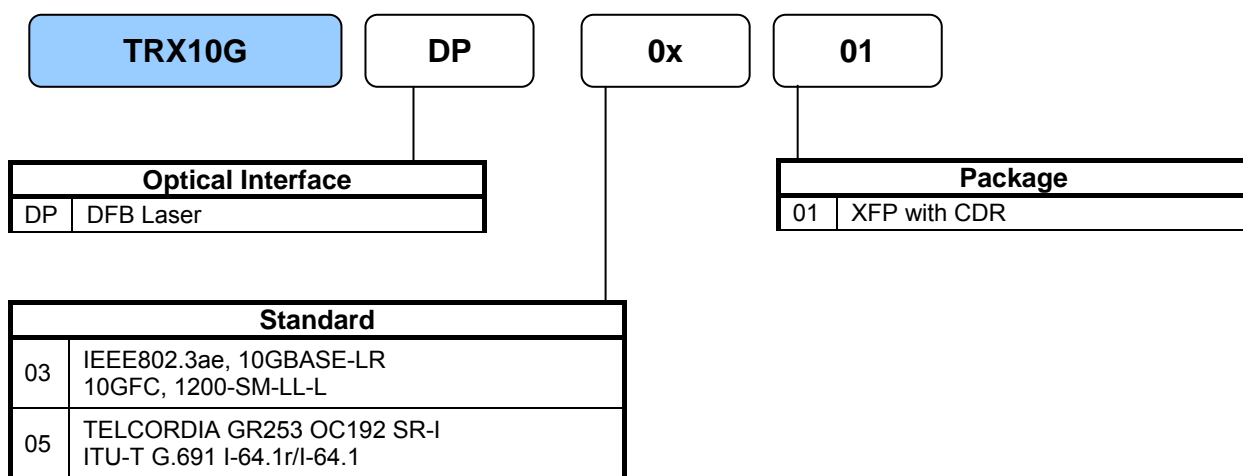 TRX10G DP 0x 01
Optical Interface
DP DFB Laser
Package
01 XFP with CDR
Standard
03 IEEE802.3ae, 10GBASE-LR
10GFC, 1200-SM-LL-L
05 TELCORDIA GR253 OC192 SR-I
ITU-T G.691 I-64.1r/I-64.1